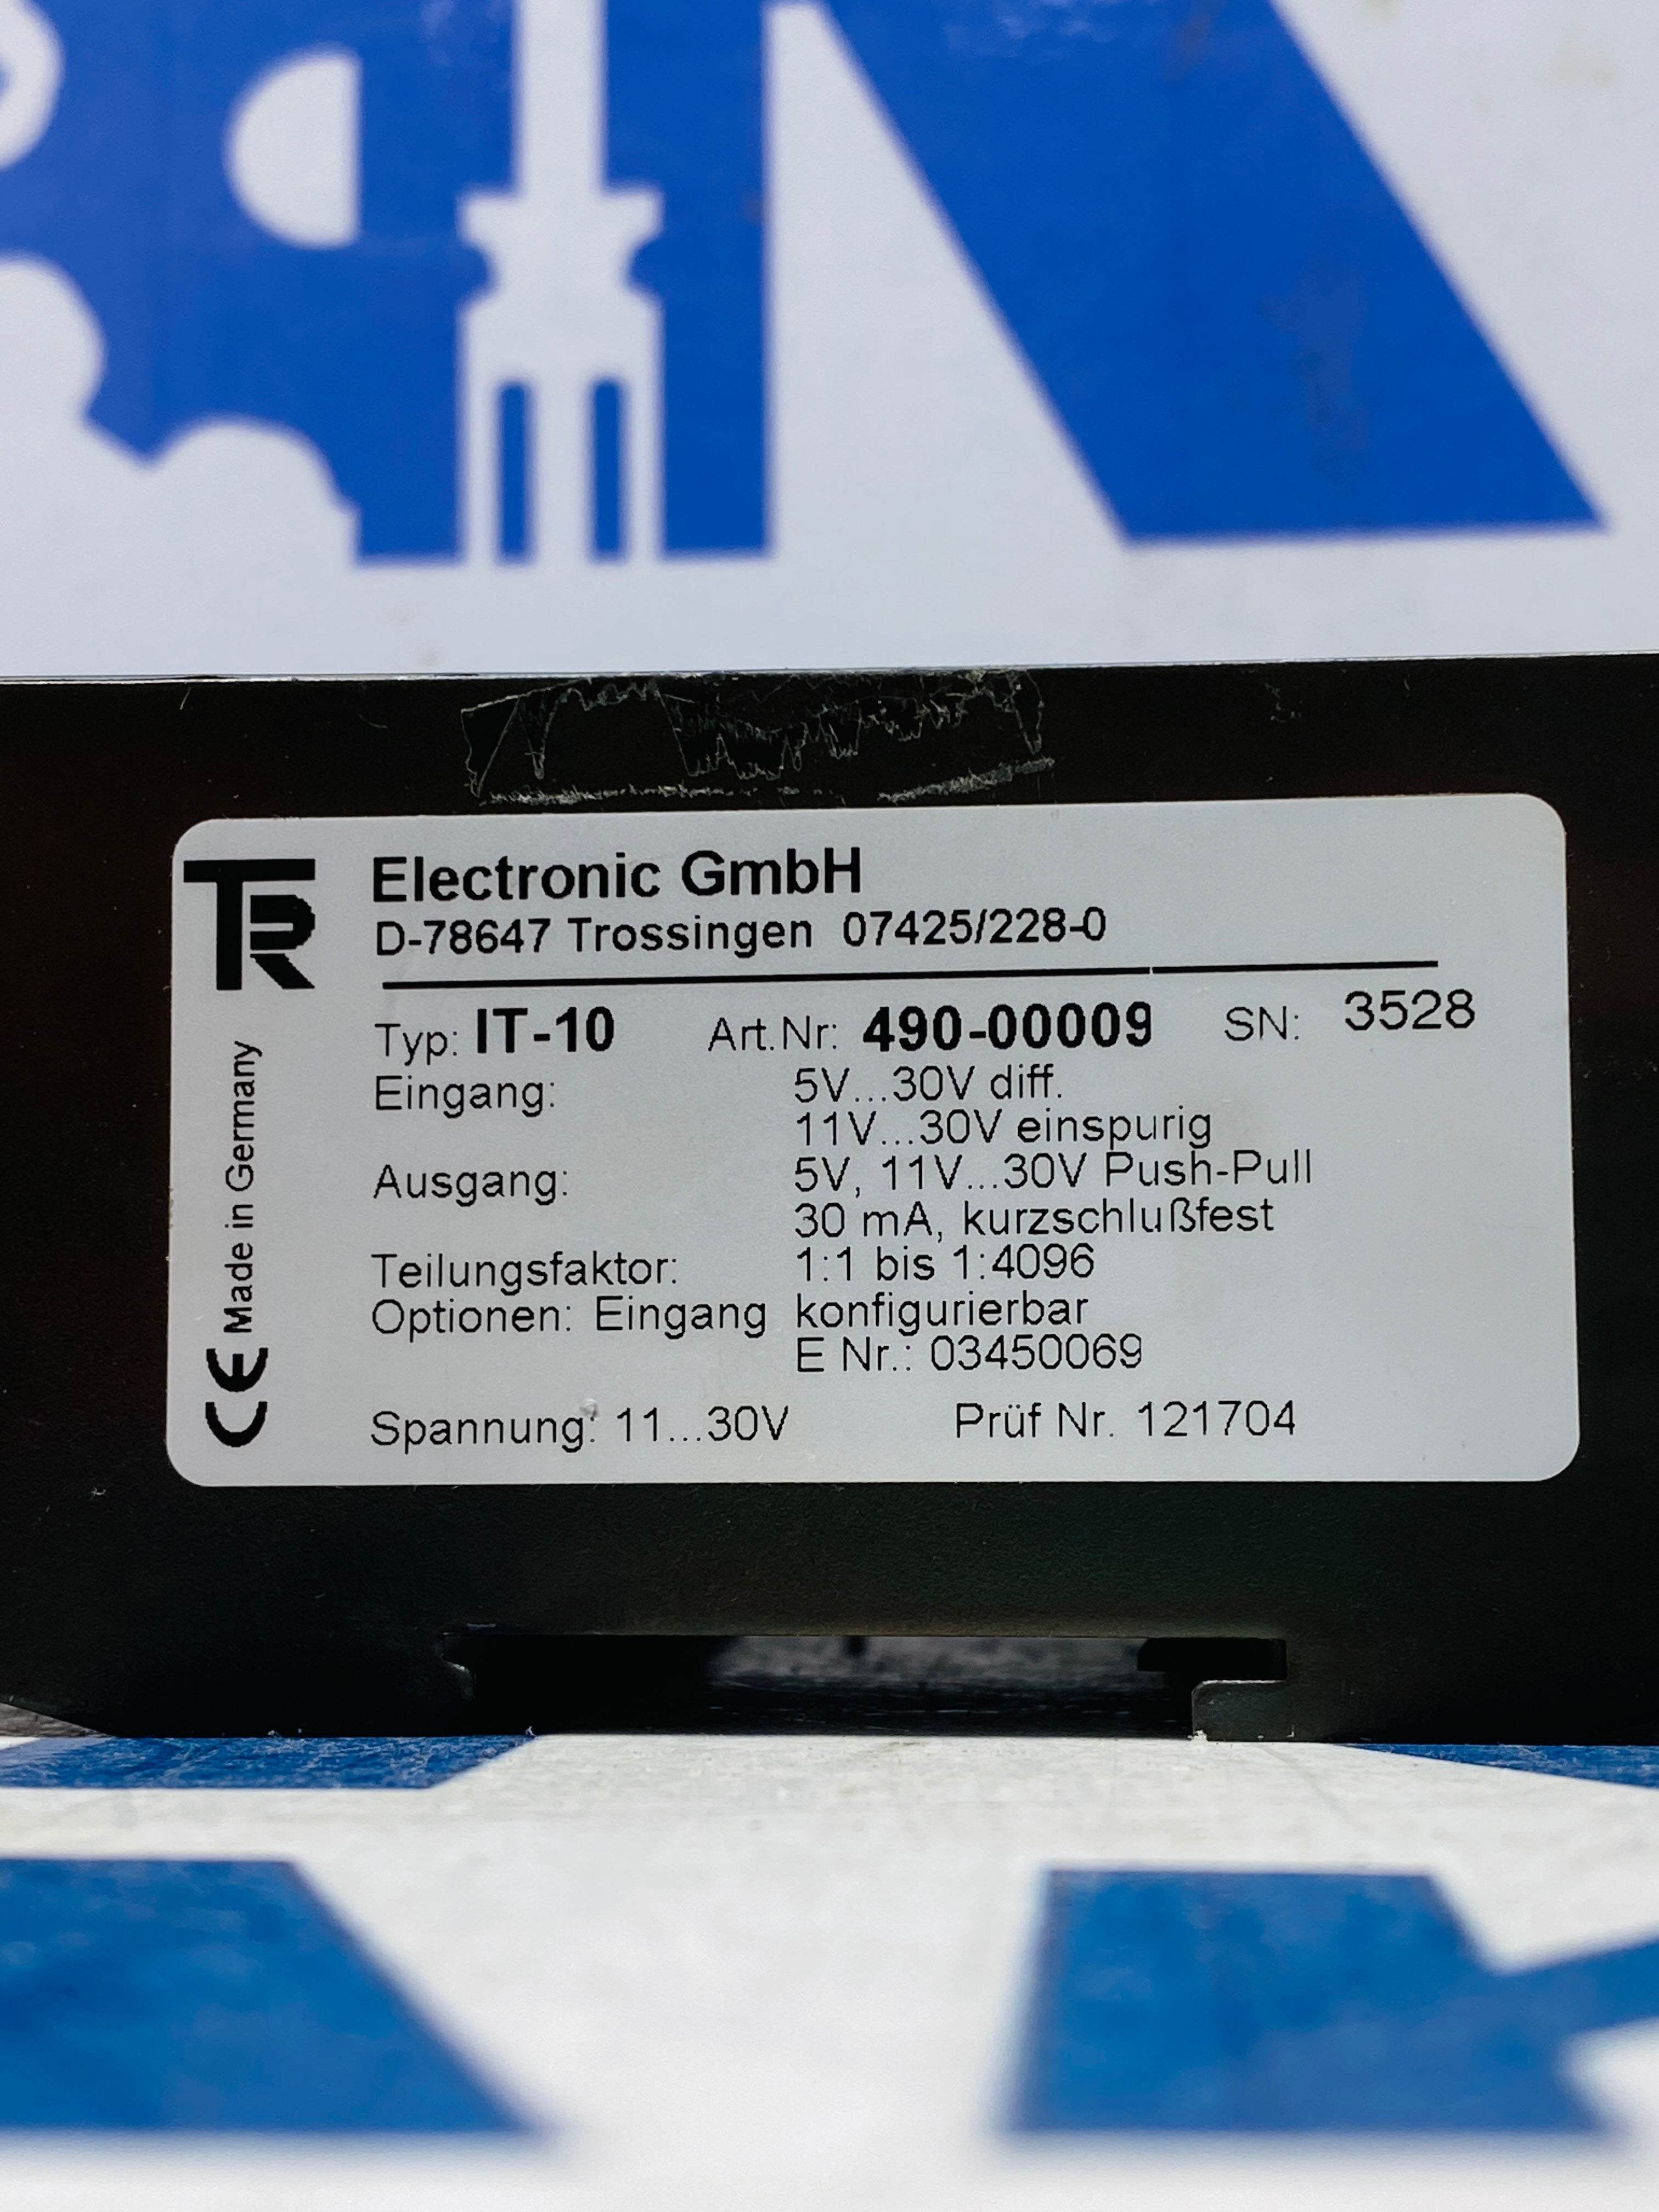 TR Electronic GmbH
D-78647 Trossingen 07425/228-0
Typ: IT-10 Art.Nr: 490-00009 SN: 3528
Eingang: 5V...30V diff.
11V...30V einspurig
Ausgang: 5V, 11V...30V Push-Pull
30 mA, kurzschlußfest
Teilungsfaktor: 1:1 bis 1:4096
Optionen: Eingang konfigurierbar
E Nr.: 03450069
Spannung: 11...30V Prüf Nr. 121704
CE Made in Germany